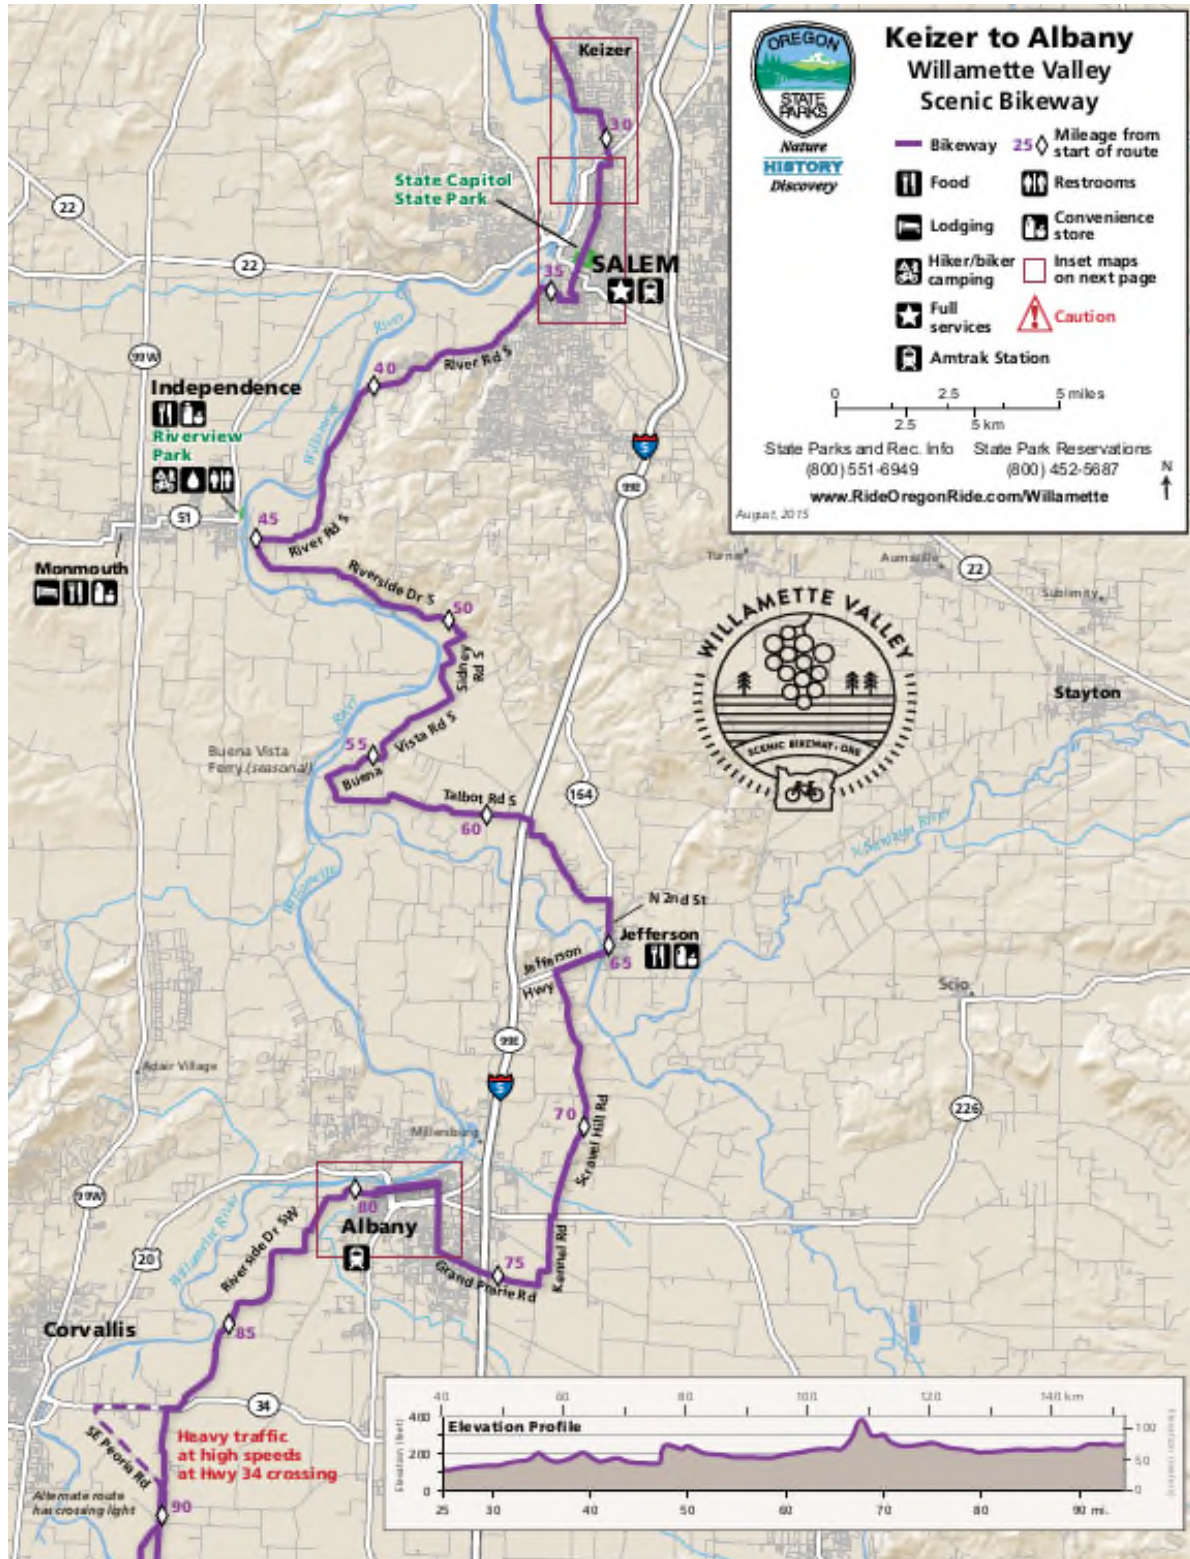 Keizer to Albany
Willamette Valley
Scenic Bikeway
OREGON
STATE
PARKS
Nature
HISTORY
Discovery
Bikeway
25
Mileage from
start of route
Food
Restrooms
Lodging
Convenience
store
Hiker/biker
camping
Inset maps
on next page
Full
services
Caution
Amtrak Station
0
2.5
5 miles
2.5
5 km
State Parks and Rec. Info
(800) 551-6949
State Park Reservations
(800) 452-5687
N
www.RideOregonRide.com/Willamette
August, 2015
Keizer
30
State Capitol
State Park
22
22
SALEM
35
River
99W
40
River Rd S
Independence
Riverview
Park
Willamette
5
99E
51
45
River Rd S
Monmouth
Riverside Dr S
50
Turner
Aumsville
22
Sublimity
WILLAMETTE VALLEY
SCENIC BIKEWAY • ORE
Sidney
Rd S
Stayton
River
55
Vista Rd S
Buena Vista
Ferry (seasonal)
Buena
Talbot Rd S
60
164
N Santiam River
Willamette
N 2nd St
Jefferson
65
Jefferson
Hwy
Scio
99E
Adair Village
5
70
Scravel Hill Rd
226
Millersburg
99W
80
Albany
Willamette River
Riverside Dr SW
20
Kennel Rd
75
Grand Prairie Rd
Corvallis
85
34
SE Peoria Rd
Heavy traffic
at high speeds
at Hwy 34 crossing
Alternate route
has crossing light
90
40
60
80
100
120
140 km
Elevation Profile
Elevation (feet)
400
200
0
100
50
0
Elevation (meters)
25
30
40
50
60
70
80
90 mi.